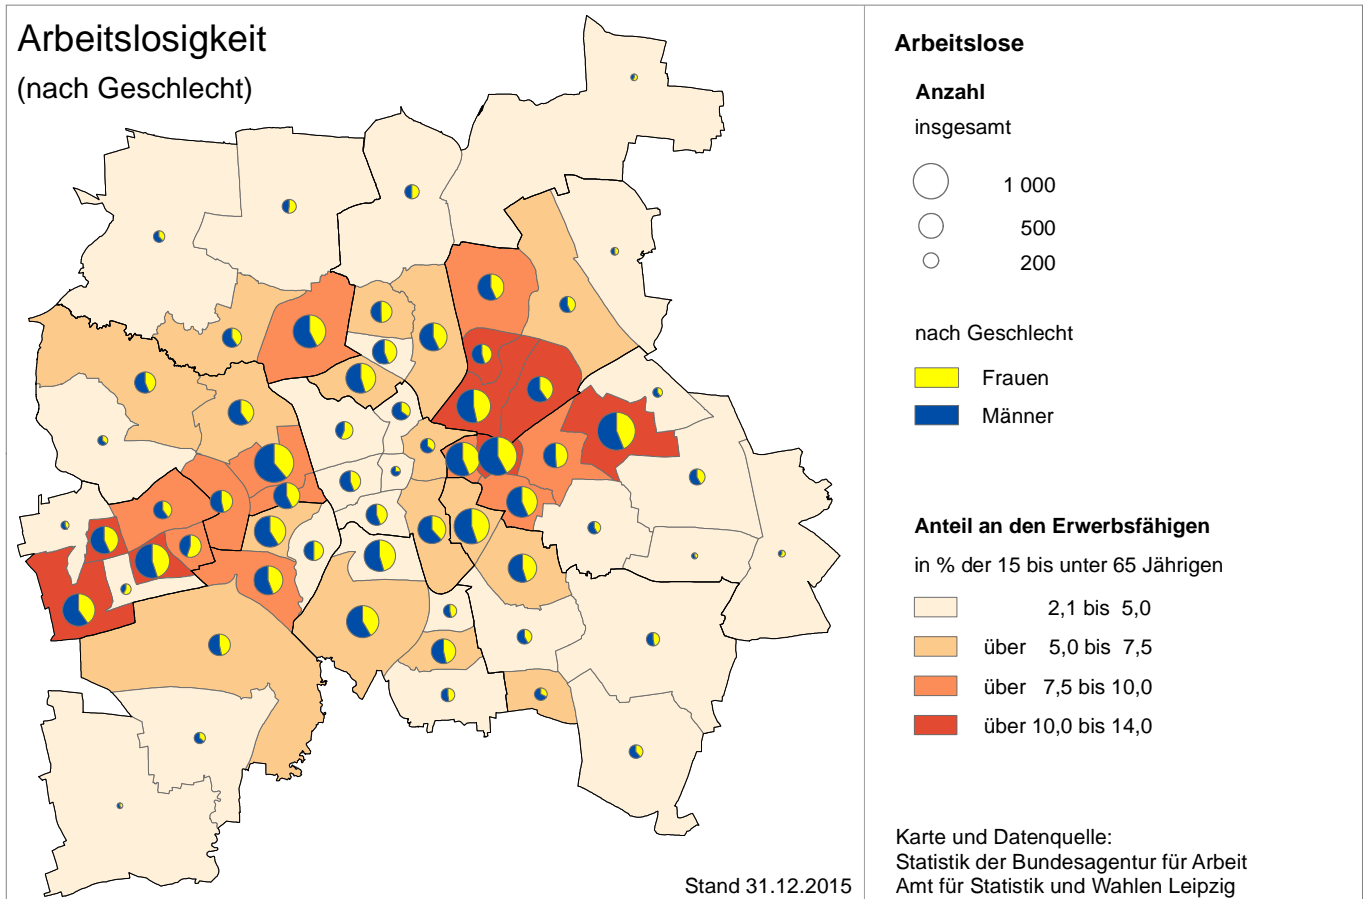 Arbeitslosigkeit
(nach Geschlecht)
Stand 31.12.2015
Arbeitslose
Anzahl
insgesamt
1 000
500
200
nach Geschlecht
Frauen
Männer
Anteil an den Erwerbsfähigen
in % der 15 bis unter 65 Jährigen
2,1 bis 5,0
über 5,0 bis 7,5
über 7,5 bis 10,0
über 10,0 bis 14,0
Karte und Datenquelle:
Statistik der Bundesagentur für Arbeit
Amt für Statistik und Wahlen Leipzig